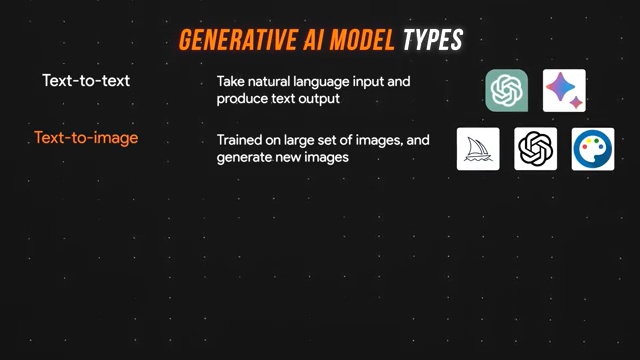 GENERATIVE AI MODEL TYPES
Text-to-text
Take natural language input and
produce text output
Text-to-image
Trained on large set of images, and
generate new images